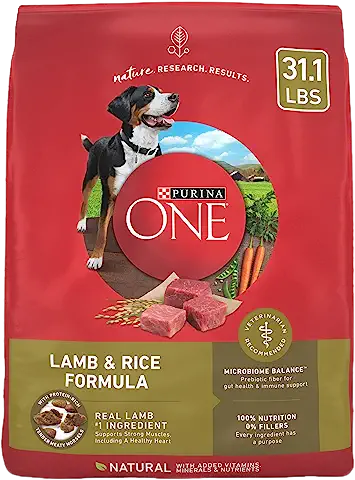 nature. RESEARCH. RESULTS.
31.1
LBS
PURINA
ONE
VETERINARIAN
RECOMMENDED
LAMB & RICE
FORMULA
MICROBIOME BALANCE™
Prebiotic fiber for
gut health & immune support
WITH PROTEIN-RICH
TENDER MEATY MORSELS
REAL LAMB
#1 INGREDIENT
Supports Strong Muscles,
Including A Healthy Heart
100% NUTRITION
0% FILLERS
Every ingredient has
a purpose
NATURAL WITH ADDED VITAMINS,
MINERALS & NUTRIENTS